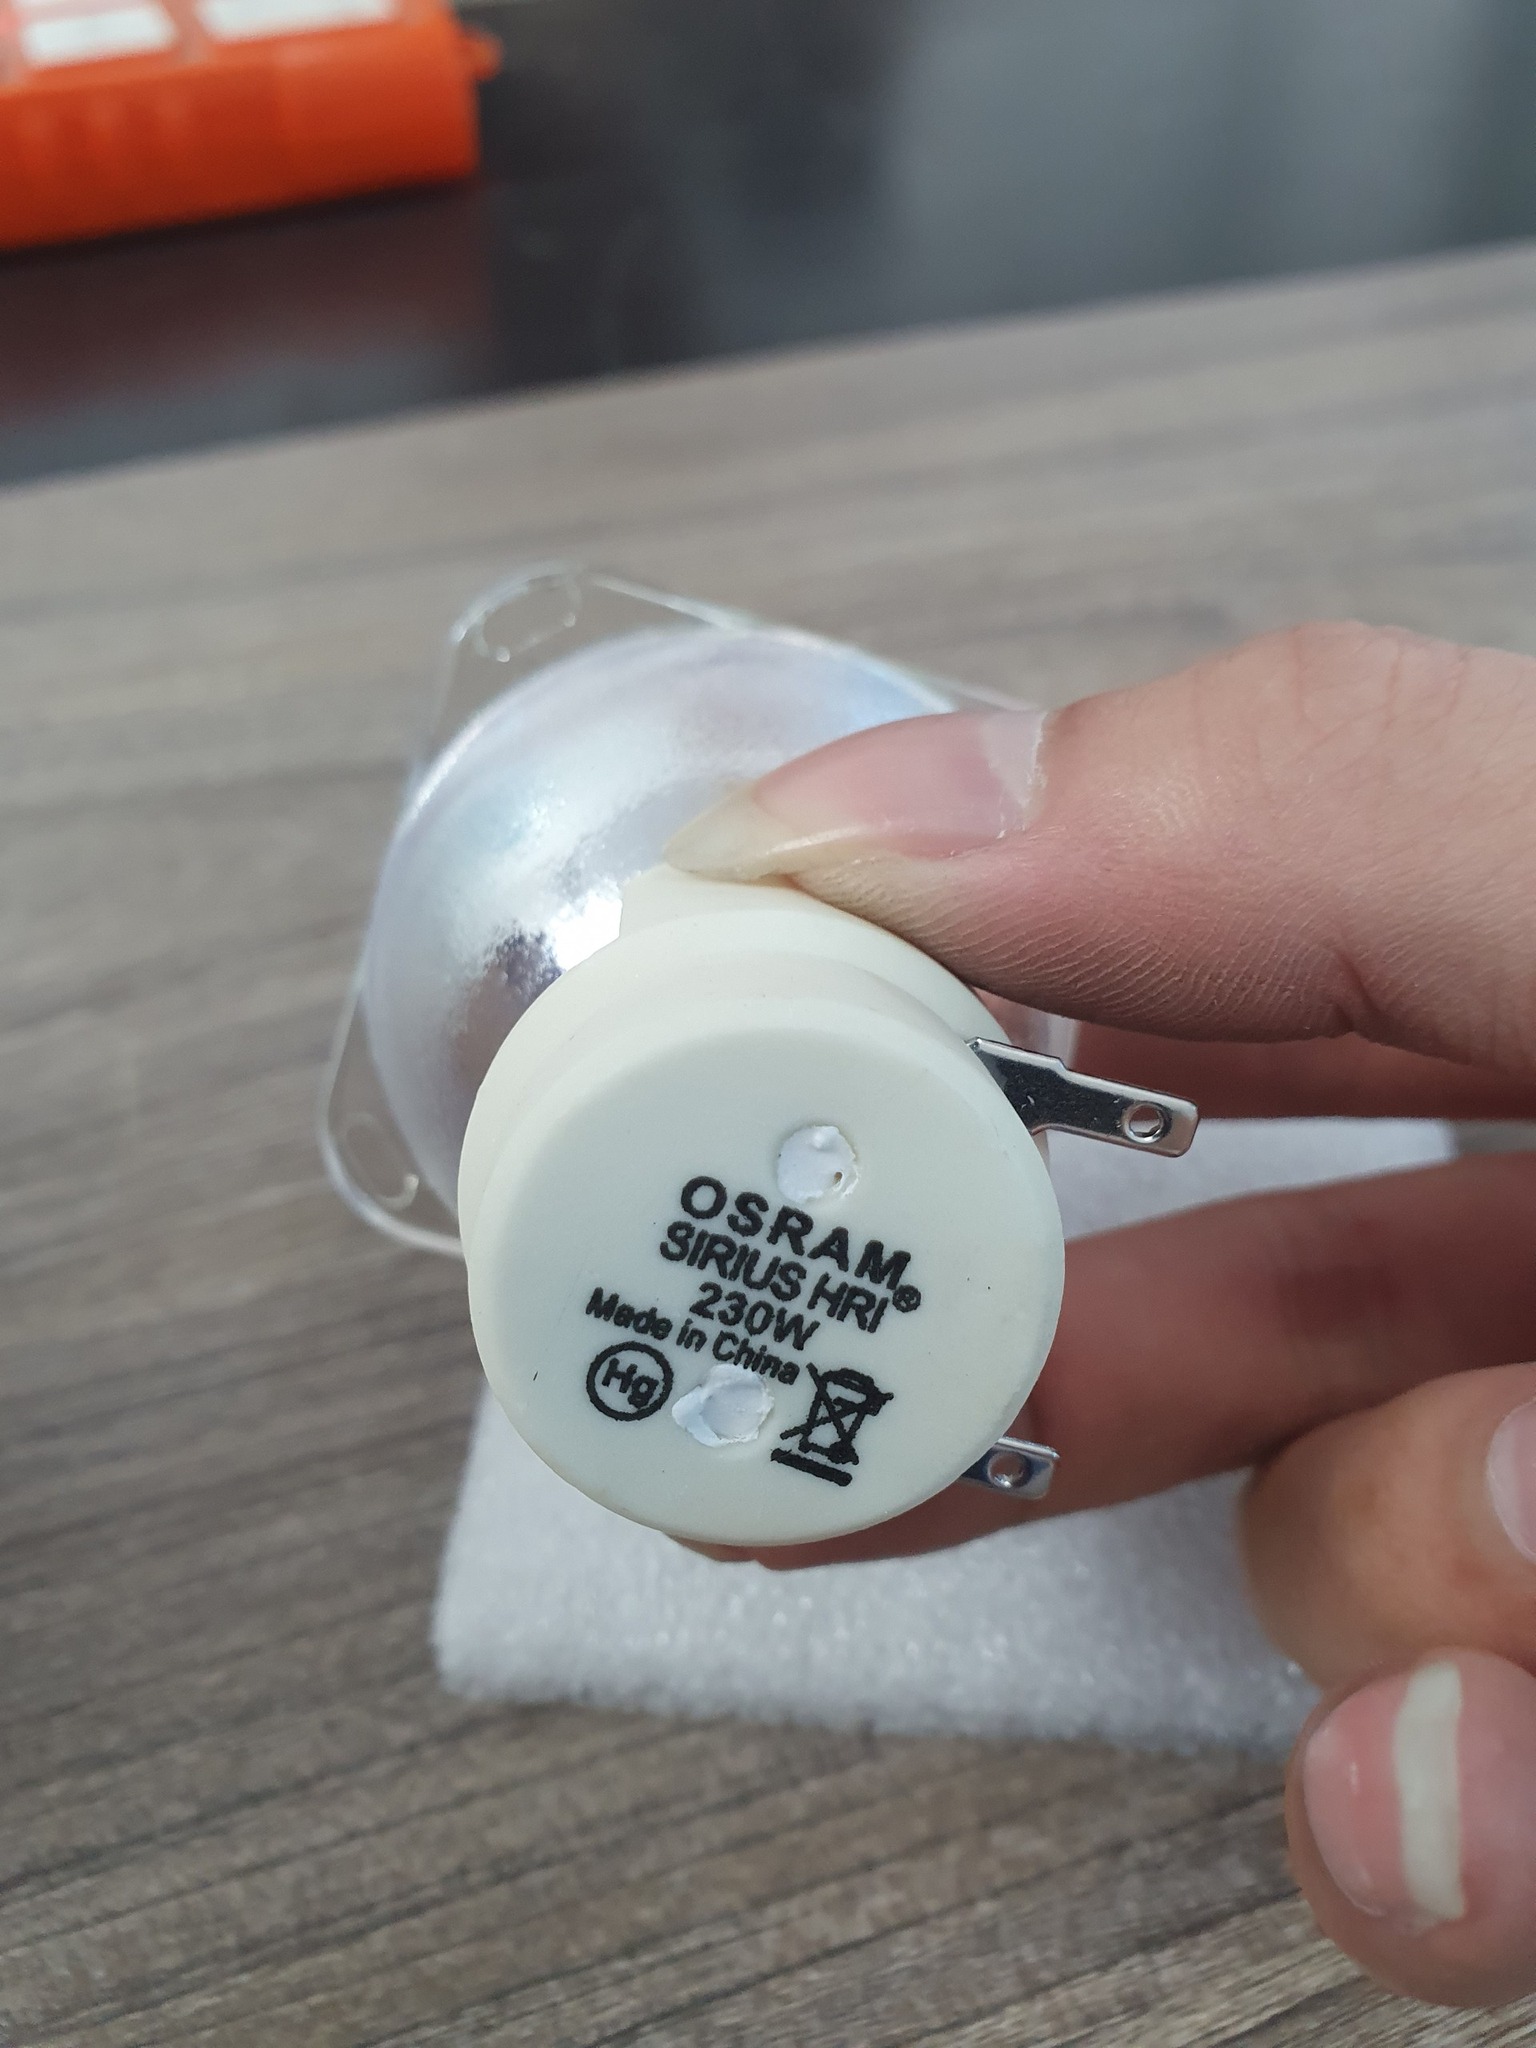 OSRAM
SIRIUS HRI®
230W
Made in China
Hg